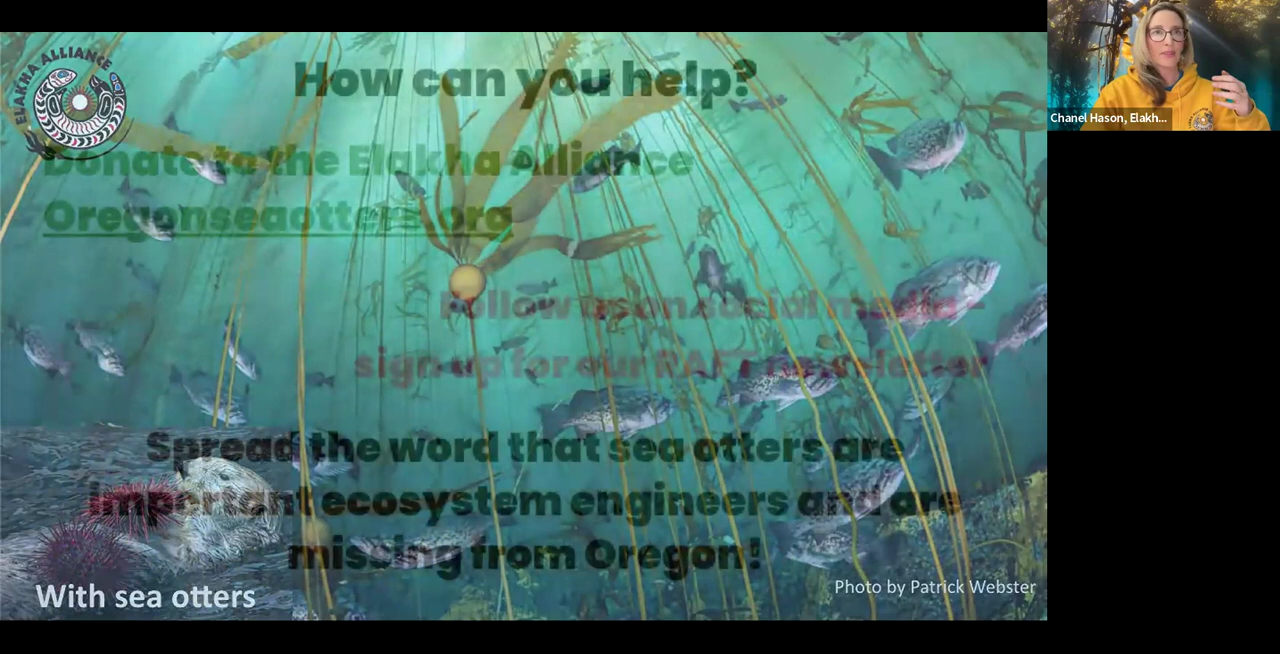 ELAKHA ALLIANCE
How can you help?
Donate to the Elakha Alliance
Oregonseaotters.org
Follow us on social media -
sign up for our RAFT newsletter
Spread the word that sea otters are
important ecosystem engineers and are
missing from Oregon!
With sea otters
Photo by Patrick Webster
Chanel Hason, Elakh...